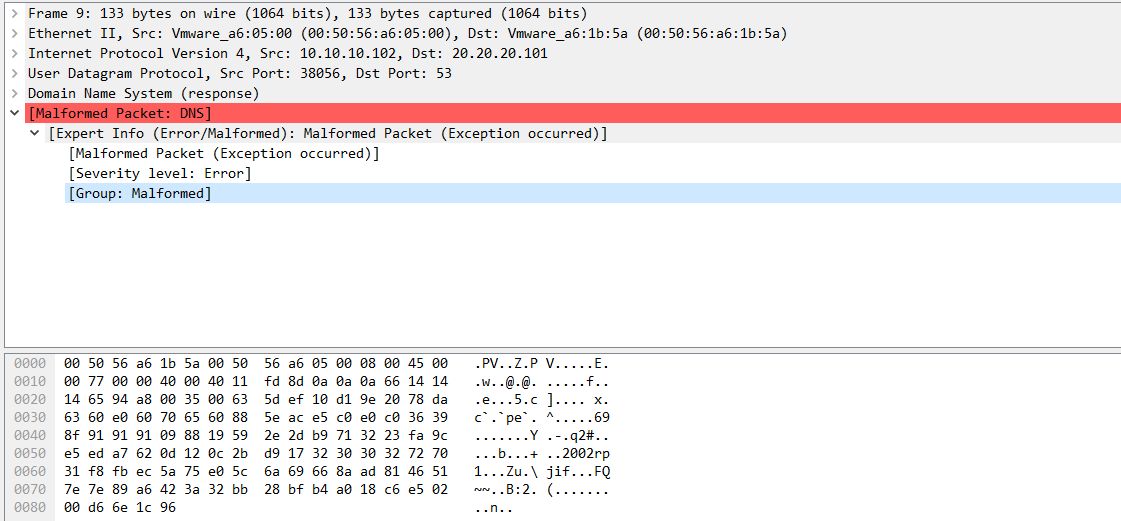 Frame 9: 133 bytes on wire (1064 bits), 133 bytes captured (1064 bits)
Ethernet II, Src: Vmware_a6:05:00 (00:50:56:a6:05:00), Dst: Vmware_a6:1b:5a (00:50:56:a6:1b:5a)
Internet Protocol Version 4, Src: 10.10.10.102, Dst: 20.20.20.101
User Datagram Protocol, Src Port: 38056, Dst Port: 53
Domain Name System (response)
[Malformed Packet: DNS]
[Expert Info (Error/Malformed): Malformed Packet (Exception occurred)]
[Malformed Packet (Exception occurred)]
[Severity level: Error]
[Group: Malformed]
0000 00 50 56 a6 1b 5a 00 50 56 a6 05 00 08 00 45 00 .PV..Z.P V.....E.
0010 00 77 00 00 40 00 40 11 fd 8d 0a 0a 0a 66 14 14 .w..@.@. .....f..
0020 14 65 94 a8 00 35 00 63 5d ef 10 d1 9e 20 78 da .e...5.c ].... x.
0030 63 60 e0 60 70 65 60 88 5e ac e5 c0 e0 c0 36 39 c`.`pe`. ^.....69
0040 8f 91 91 91 09 88 19 59 2e 2d b9 71 32 23 fa 9c .......Y .-.q2#..
0050 e5 ed a7 62 0d 12 0c 2b d9 17 32 30 30 32 72 70 ...b...+ ..2002rp
0060 31 f8 fb ec 5a 75 e0 5c 6a 69 66 8a ad 81 46 51 1...Zu.\ jif...FQ
0070 7e 7e 89 a6 42 3a 32 bb 28 bf b4 a0 18 c6 e5 02 ~~..B:2. (.......
0080 00 d6 6e 1c 96 ..n..